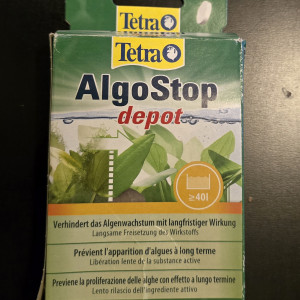 Tetra
Tetra
AlgoStop
depot
≥40l
Verhindert das Algenwachstum mit langfristiger Wirkung
Langsame Freisetzung des Wirkstoffs
Prévient l'apparition d'algues à long terme
Libération lente de la substance active
Previene la proliferazione delle alghe con effetto a lungo termine
Lento rilascio dell'ingrediente attivo